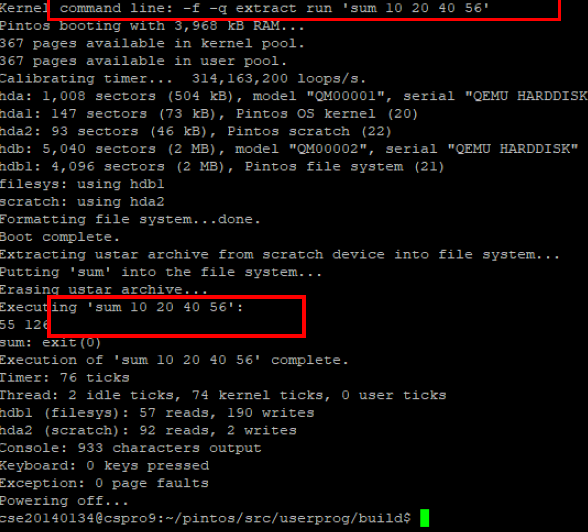 Kernel command line: -f -q extract run 'sum 10 20 40 56'
Pintos booting with 3,968 kB RAM...
367 pages available in kernel pool.
367 pages available in user pool.
Calibrating timer...  314,163,200 loops/s.
hda: 1,008 sectors (504 kB), model "QM00001", serial "QEMU HARDDISK
hda1: 147 sectors (73 kB), Pintos OS kernel (20)
hda2: 93 sectors (46 kB), Pintos scratch (22)
hdb: 5,040 sectors (2 MB), model "QM00002", serial "QEMU HARDDISK"
hdb1: 4,096 sectors (2 MB), Pintos file system (21)
filesys: using hdb1
scratch: using hda2
Formatting file system...done.
Boot complete.
Extracting ustar archive from scratch device into file system...
Putting 'sum' into the file system...
Erasing ustar archive...
Executing 'sum 10 20 40 56':
55 126
sum: exit(0)
Execution of 'sum 10 20 40 56' complete.
Timer: 76 ticks
Thread: 2 idle ticks, 74 kernel ticks, 0 user ticks
hdb1 (filesys): 57 reads, 190 writes
hda2 (scratch): 92 reads, 2 writes
Console: 933 characters output
Keyboard: 0 keys pressed
Exception: 0 page faults
Powering off...
cse20140134@cspro9:~/pintos/src/userprog/build$